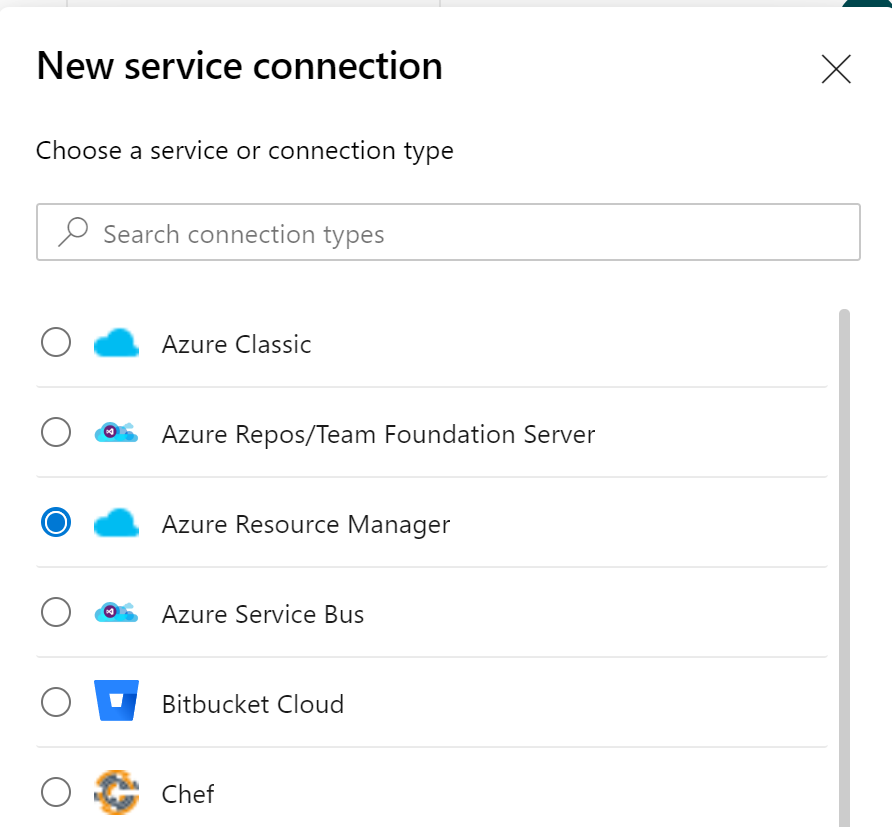 New service connection
Choose a service or connection type
Search connection types
Azure Classic
Azure Repos/Team Foundation Server
Azure Resource Manager
Azure Service Bus
Bitbucket Cloud
Chef